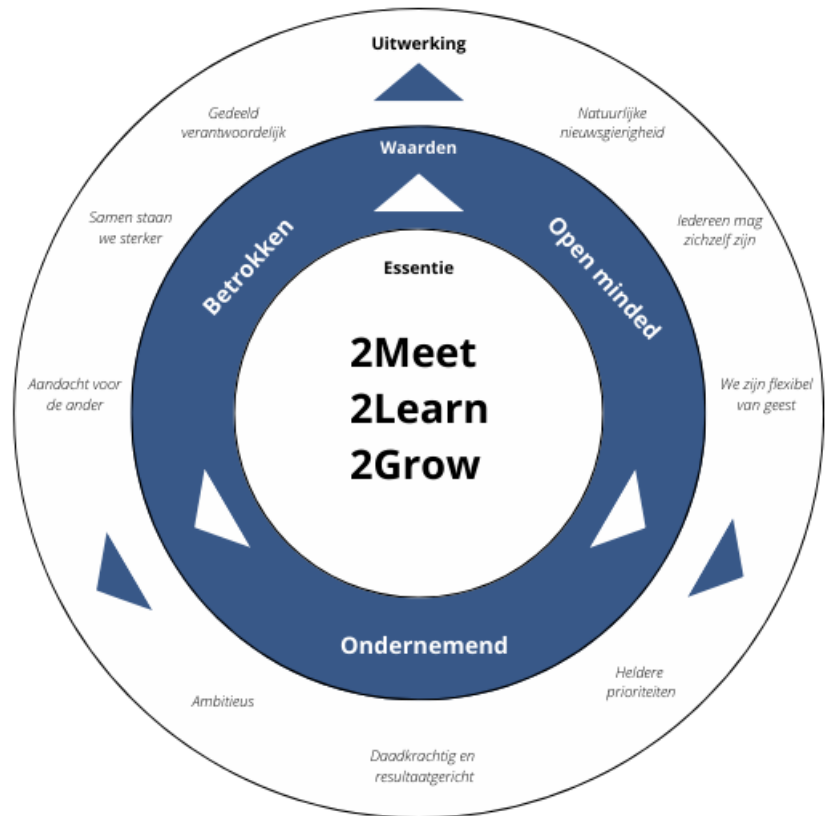 Uitwerking
Gedeeld
verantwoordelijk
Natuurlijke
nieuwsgierigheid
Waarden
Samen staan
we sterker
Iedereen mag
zichzelf zijn
Betrokken
Open minded
Essentie
2Meet
2Learn
2Grow
Aandacht voor
de ander
We zijn flexibel
van geest
Ondernemend
Heldere
prioriteiten
Ambitieus
Daadkrachtig en
resultaatgericht